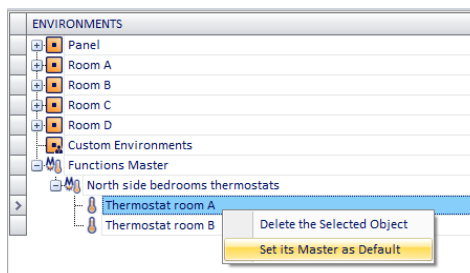 ENVIRONMENTS
Panel
Room A
Room B
Room C
Room D
Custom Environments
Functions Master
North side bedrooms thermostats
Thermostat room A
Thermostat room B
Delete the Selected Object
Set its Master as Default